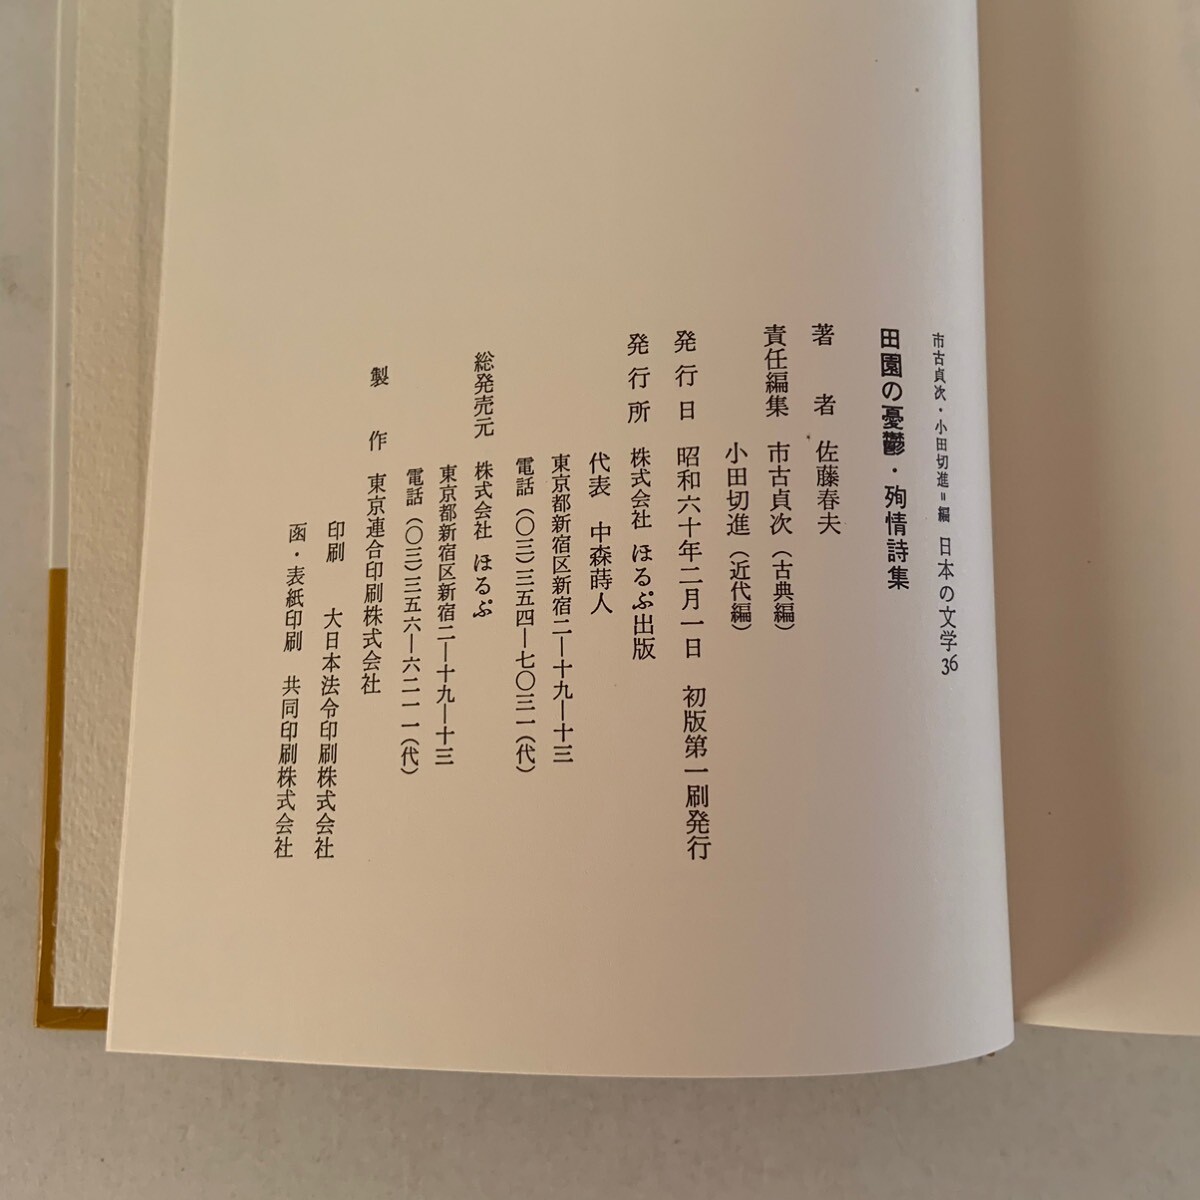 市古貞次・小田切進＝編 日本の文学36
田園の憂鬱・殉情詩集
著者 佐藤春夫
責任編集 市古貞次（古典編）
小田切進（近代編）
発行日 昭和六十年二月一日 初版第一刷発行
発行所 株式会社 ほるぷ出版
代表 中森蒔人
東京都新宿区新宿二―十九―十三
電話（〇三）三五四―七〇三一（代）
総発売元 株式会社 ほるぷ
東京都新宿区新宿二―十九―十三
電話（〇三）三五六―六二一一（代）
製作 東京連合印刷株式会社
印刷 大日本法令印刷株式会社
函・表紙印刷 共同印刷株式会社